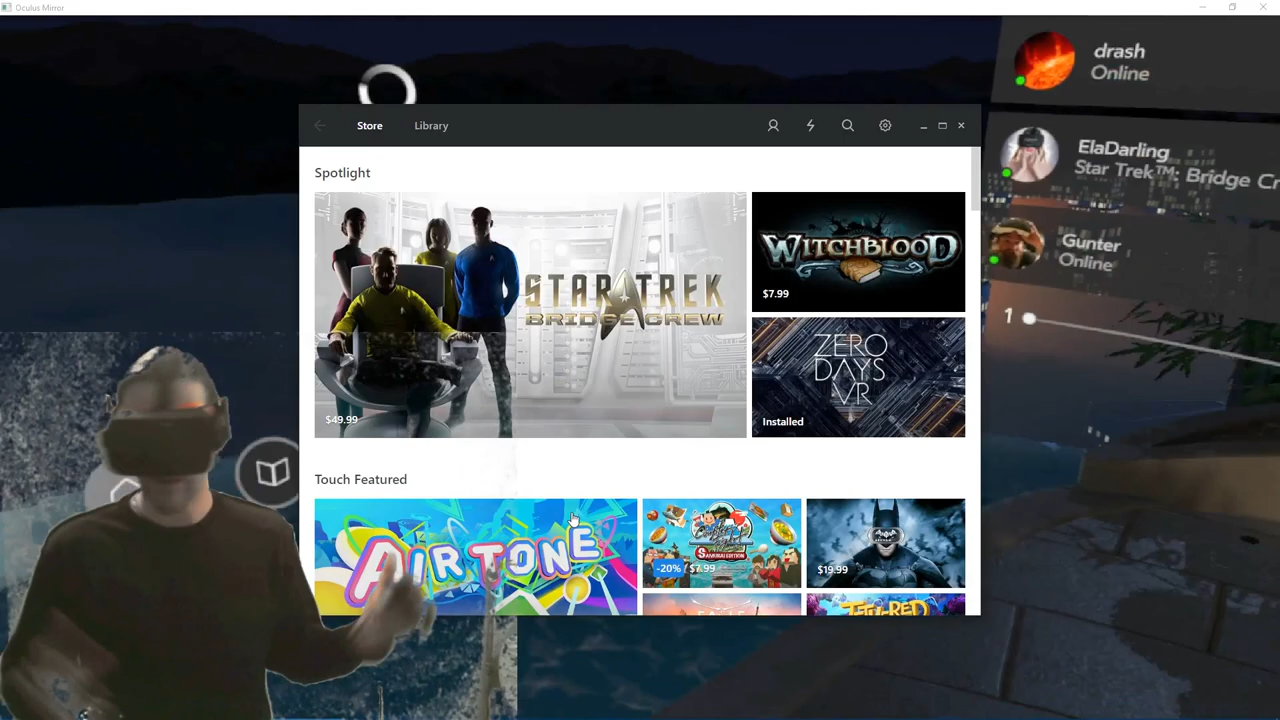 Oculus Mirror
drash
Online
Store
Library
ElaDarling
Star Trek™: Bridge Cr
Spotlight
STAR TREK
BRIDGE CREW
$49.99
WITCHBLOOD
$7.99
Gunter
Online
1
ZERO
DAYS
VR
Installed
Touch Featured
AIRTONE
-20%
$7.99
$19.99
TETHERED